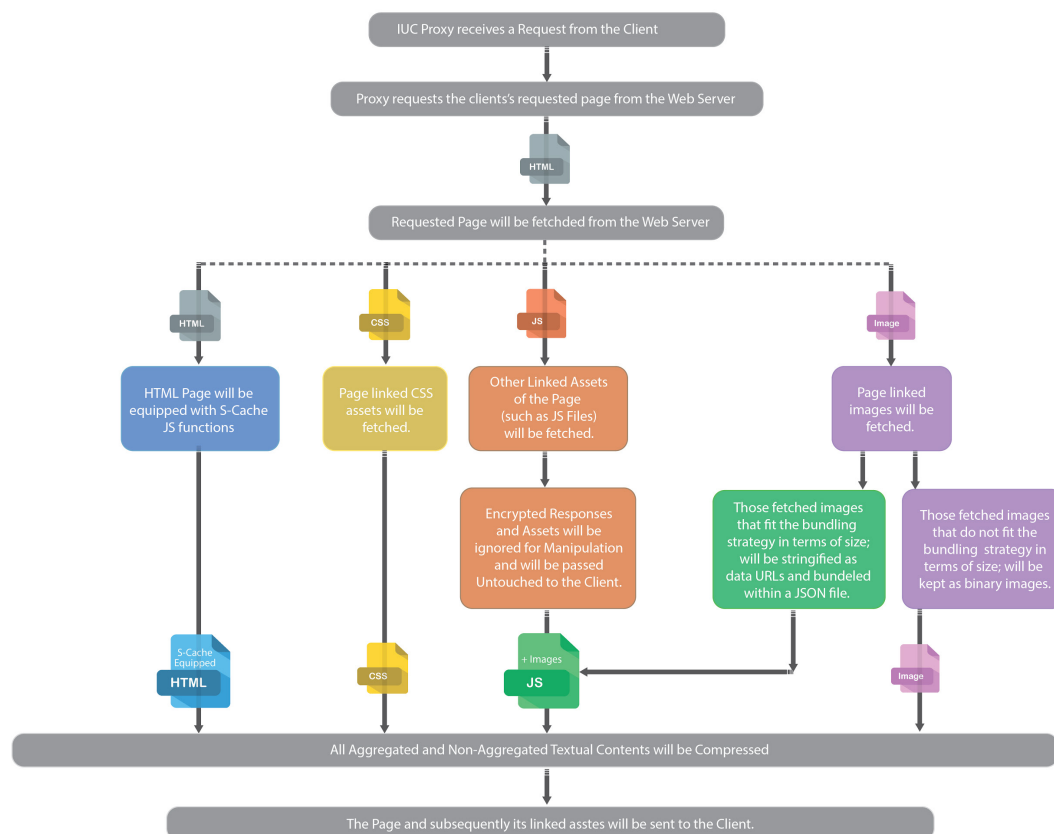 IUC Proxy receives a Request from the Client
Proxy requests the clients's requested page from the Web Server
HTML
Requested Page will be fetchded from the Web Server
HTML
CSS
JS
Image
HTML Page will be
equipped with S-Cache
JS functions
Page linked CSS
assets will be
fetched.
Other Linked Assets
of the Page
(such as JS Files)
will be fetched.
Page linked
images will be
fetched.
Encrypted Responses
and Assets will be
ignored for Manipulation
and will be passed
Untouched to the Client.
Those fetched images
that fit the bundling
strategy in terms of size;
will be stringified as
data URLs and bundeled
within a JSON file.
Those fetched images
that do not fit the
bundling strategy in
terms of size; will be
kept as binary images.
S-Cache
Equipped
HTML
CSS
+ Images
JS
Image
All Aggregated and Non-Aggregated Textual Contents will be Compressed
The Page and subsequently its linked asstes will be sent to the Client.